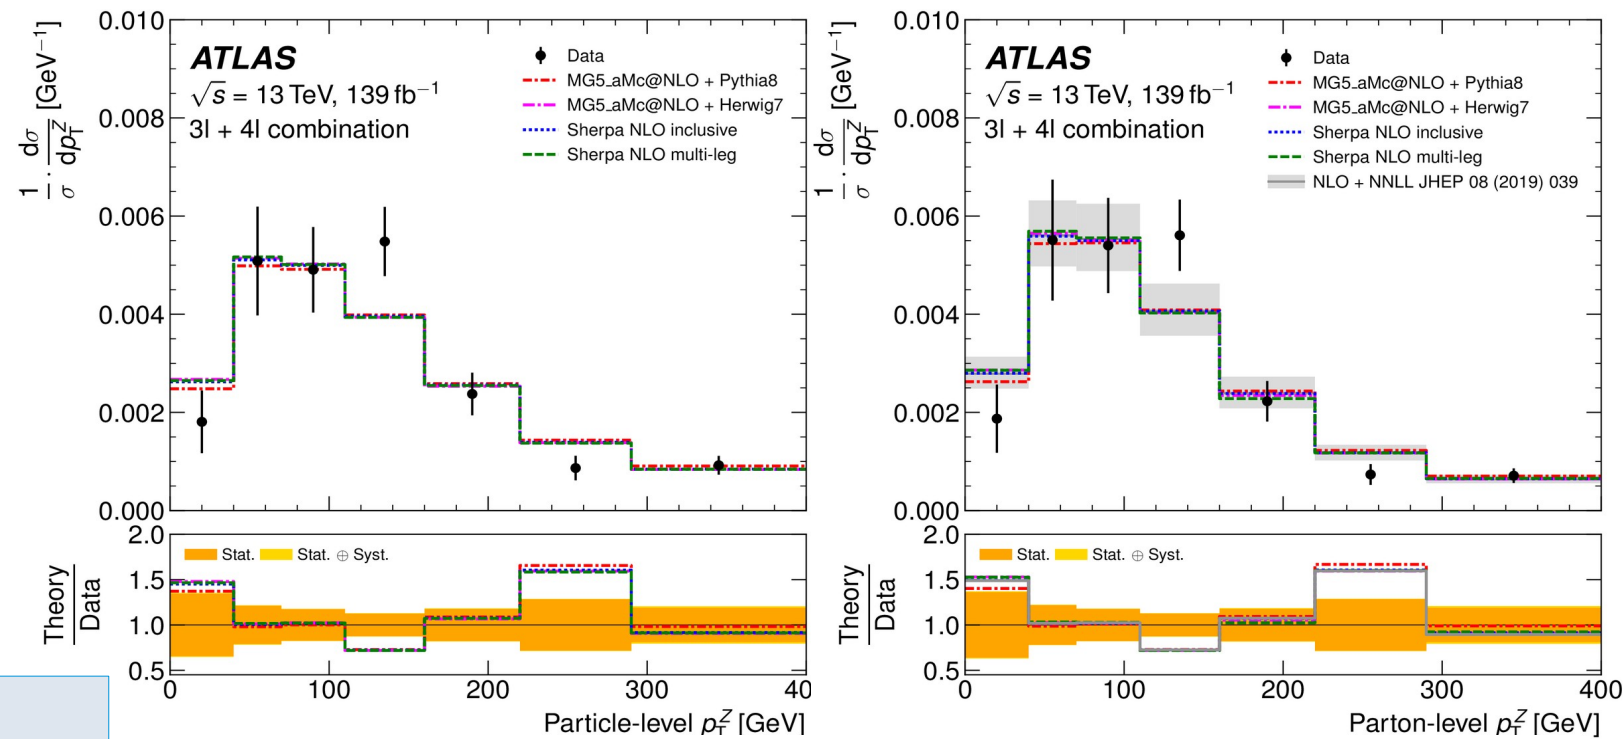 0.010
0.008
0.006
0.004
0.002
0.000
1/σ · dσ/dp_T^Z [GeV⁻¹]
ATLAS
√s = 13 TeV, 139 fb⁻¹
3l + 4l combination
Data
MG5_aMc@NLO + Pythia8
MG5_aMc@NLO + Herwig7
Sherpa NLO inclusive
Sherpa NLO multi-leg
2.0
1.5
1.0
0.5
Theory
Data
Stat. Stat. ⊕ Syst.
0 100 200 300 40
Particle-level p_T^Z [GeV]
0.010
0.008
0.006
0.004
0.002
0.000
1/σ · dσ/dp_T^Z [GeV⁻¹]
ATLAS
√s = 13 TeV, 139 fb⁻¹
3l + 4l combination
Data
MG5_aMc@NLO + Pythia8
MG5_aMc@NLO + Herwig7
Sherpa NLO inclusive
Sherpa NLO multi-leg
NLO + NNLL JHEP 08 (2019) 039
2.0
1.5
1.0
0.5
Theory
Data
Stat. Stat. ⊕ Syst.
0 100 200 300 400
Parton-level p_T^Z [GeV]